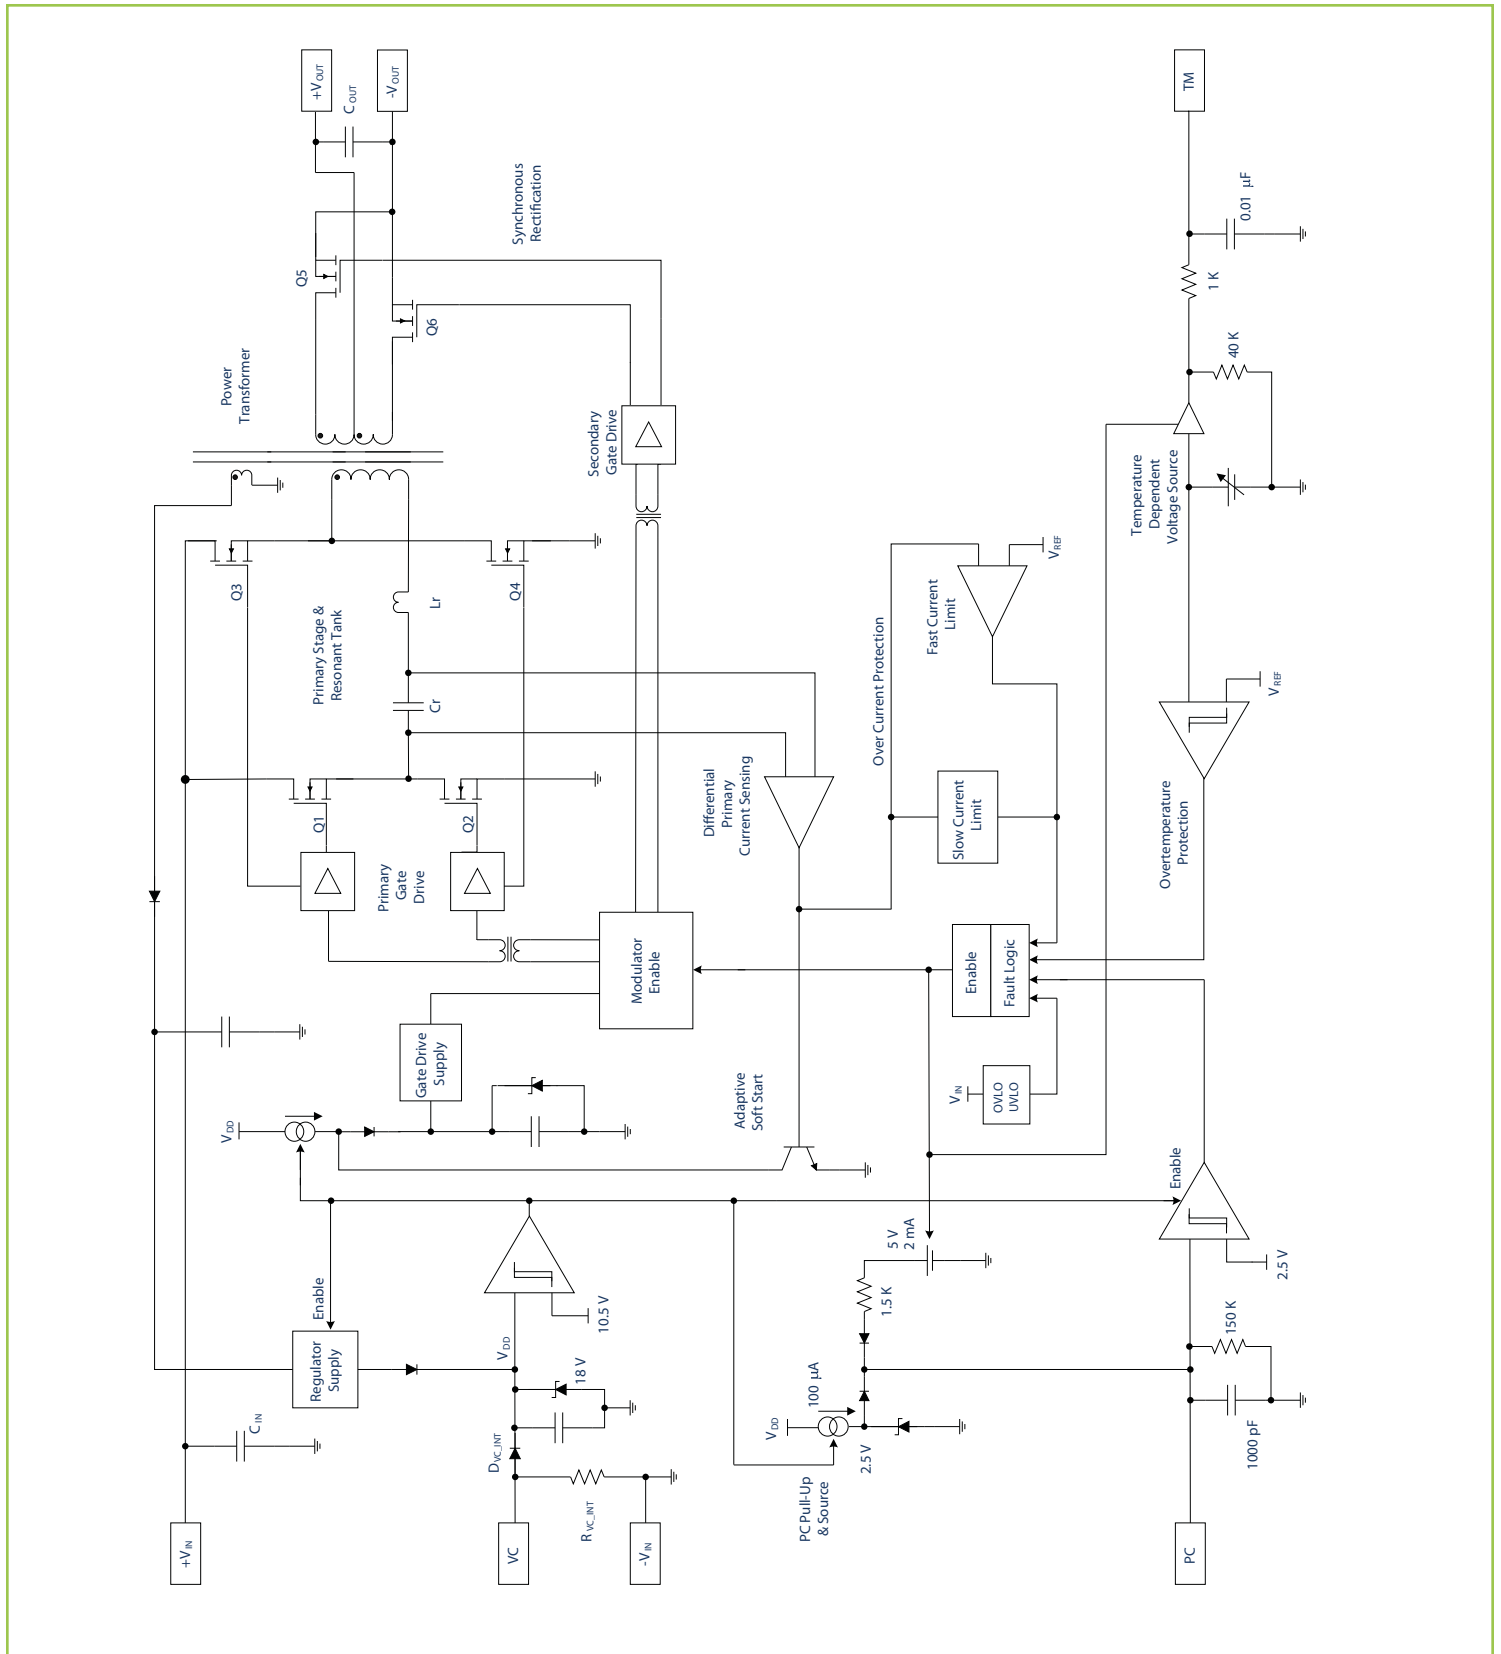 +VOUT
COUT
-VOUT
Synchronous
Rectification
Q5
Q6
Power
Transformer
Secondary
Gate Drive
Q3
Primary Stage &
Resonant Tank
Lr
Q4
Cr
Q1
Q2
Primary
Gate
Drive
Differential
Primary
Current Sensing
Modulator
Enable
Gate Drive
Supply
VDD
Adaptive
Soft Start
Enable
Regulator
Supply
VDD
10.5 V
18 V
CIN
DVC_INT
RVC_INT
+VIN
VC
-VIN
TM
0.01 μF
1 K
40 K
Temperature
Dependent
Voltage Source
VREF
Fast Current
Limit
Over Current Protection
Slow Current
Limit
VREF
Overtemperature
Protection
Enable
Fault Logic
VIN
OVLO
UVLO
Enable
5 V
2 mA
1.5 K
2.5 V
150 K
100 μA
VDD
2.5 V
PC Pull-Up
& Source
1000 pF
PC